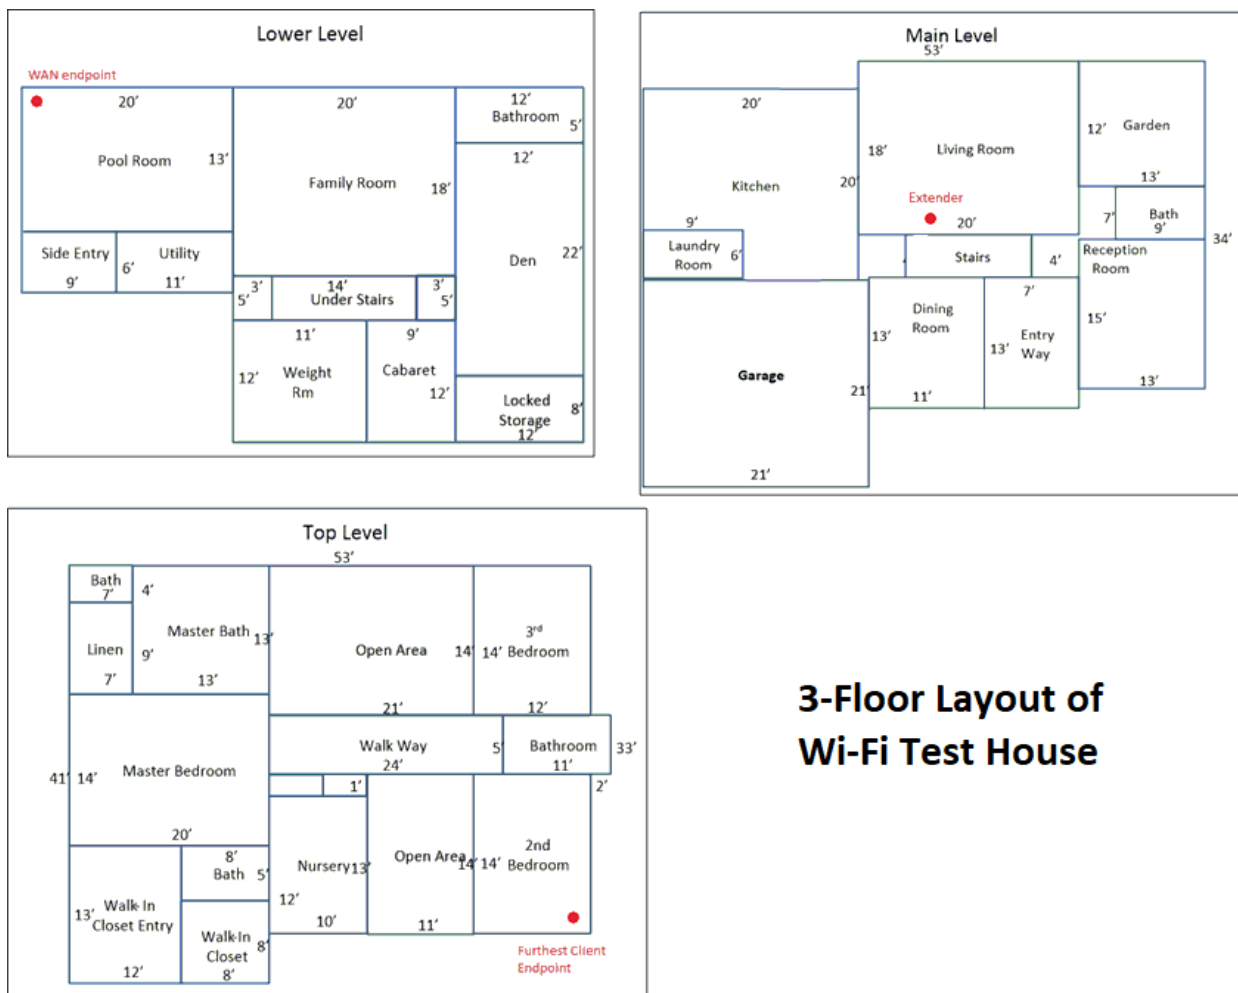 Lower Level
WAN endpoint
20′
20′
12′
Bathroom
5′
Pool Room
13′
12′
Family Room
18′
Side Entry
Utility
22′
Den
6′
9′
11′
3′
14′
3′
5′
Under Stairs
5′
11′
9′
12′
Weight
Rm
Cabaret
12′
Locked
Storage
8′
12′
Main Level
53′
20′
12′
Garden
18′
Living Room
13′
Kitchen
20′
Extender
20′
7′
Bath
9′
9′
34′
Laundry
Room
6′
Stairs
4′
Reception
Room
7′
Dining
Room
15′
13′
13′
Entry
Way
Garage
21′
11′
13′
21′
Top Level
53′
Bath
7′
4′
Master Bath
13′
3rd
Bedroom
Linen
9′
Open Area
14′
14′
7′
13′
21′
12′
Walk Way
5′
Bathroom
33′
24′
11′
Master Bedroom
41′
14′
1′
2′
20′
8′
Bath
5′
Nursery
13′
Open Area
14′
14′
2nd
Bedroom
13′
Walk-In
Closet Entry
12′
10′
11′
Walk-In
Closet
8′
12′
8′
Furthest Client
Endpoint
3-Floor Layout of
Wi-Fi Test House